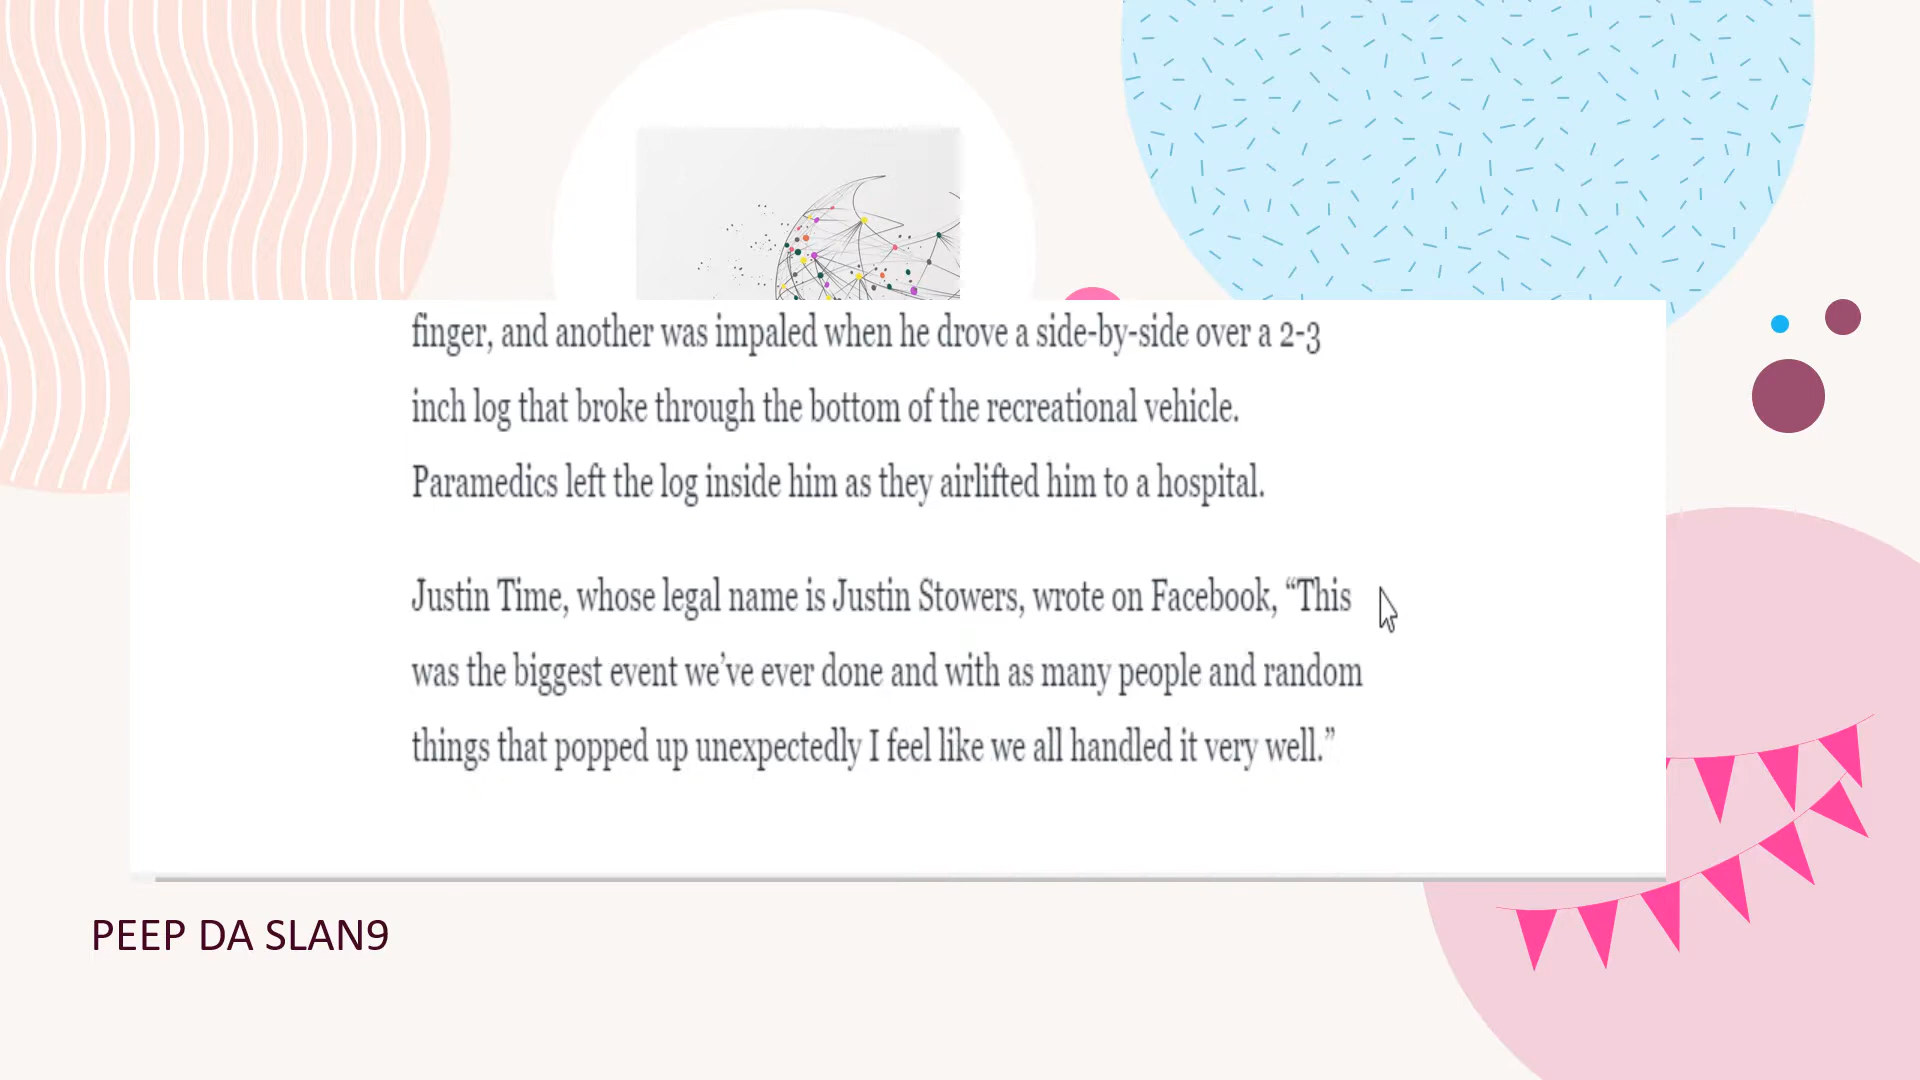 finger, and another was impaled when he drove a side-by-side over a 2-3
inch log that broke through the bottom of the recreational vehicle.
Paramedics left the log inside him as they airlifted him to a hospital.
Justin Time, whose legal name is Justin Stowers, wrote on Facebook, “This
was the biggest event we’ve ever done and with as many people and random
things that popped up unexpectedly I feel like we all handled it very well.”
PEEP DA SLAN9